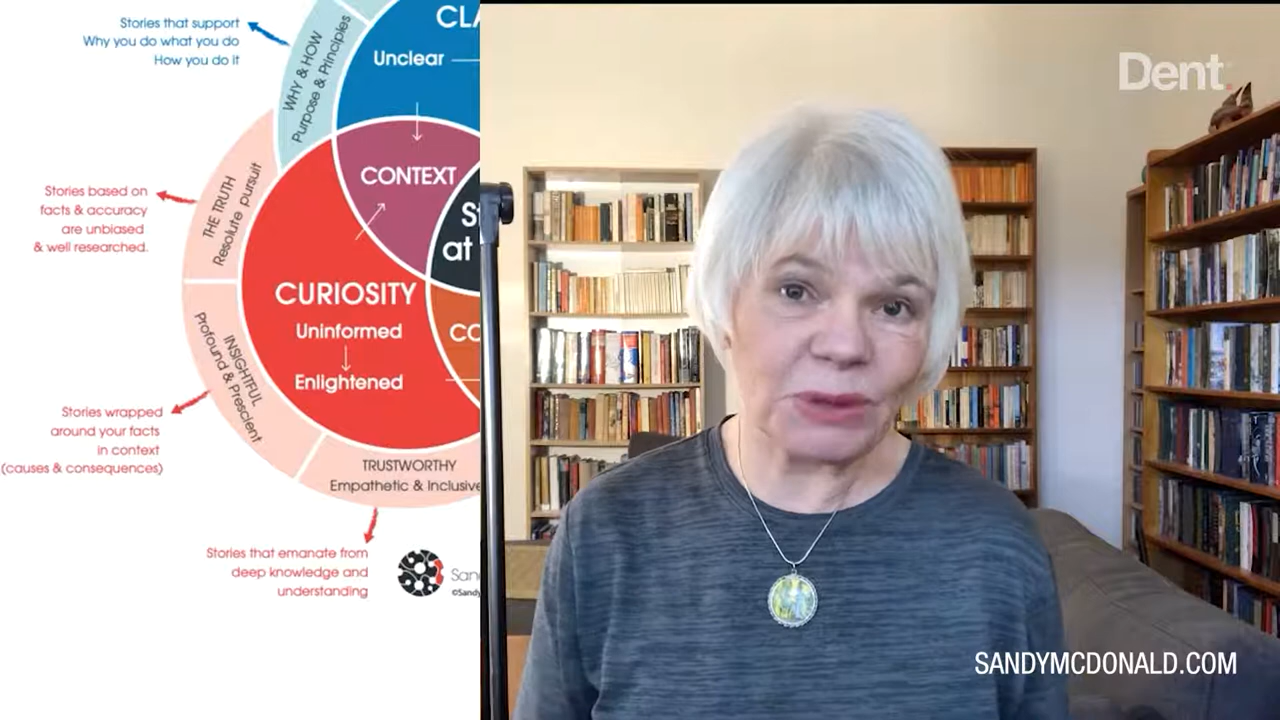 Stories that support
Why you do what you do
How you do it
WHY & HOW
Purpose & Principles
Unclear
CONTEXT
Stories based on
facts & accuracy
are unbiased
& well researched.
THE TRUTH
Resolute pursuit
at
CURIOSITY
Uninformed
Enlightened
INSIGHTFUL
Profound & Prescient
Stories wrapped
around your facts
in context
(causes & consequences)
TRUSTWORTHY
Empathetic & Inclusive
Stories that emanate from
deep knowledge and
understanding
Dent.
SANDYMCDONALD.COM